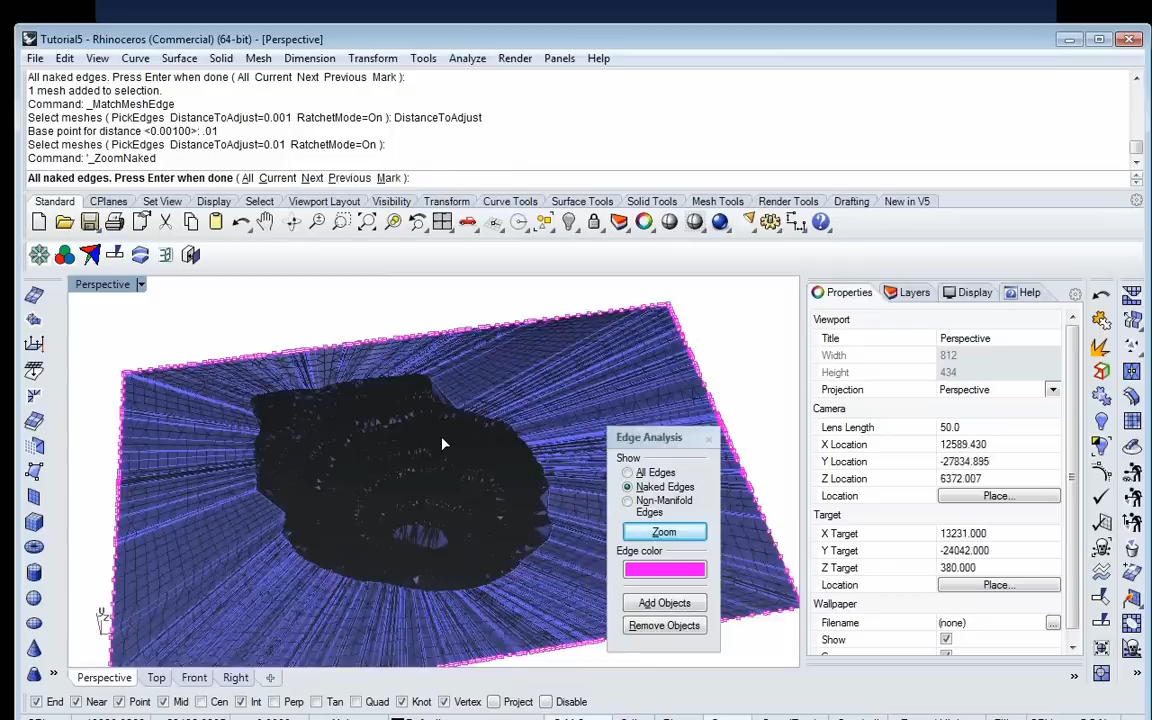 Tutorial5 - Rhinoceros (Commercial) (64-bit) - [Perspective]
File Edit View Curve Surface Solid Mesh Dimension Transform Tools Analyze Render Panels Help
All naked edges. Press Enter when done ( All Current Next Previous Mark ):
1 mesh added to selection.
Command: _MatchMeshEdge
Select meshes ( PickEdges DistanceToAdjust=0.001 RatchetMode=On ): DistanceToAdjust
Base point for distance <0.00100>: .01
Select meshes ( PickEdges DistanceToAdjust=0.01 RatchetMode=On ):
Command: '_ZoomNaked
All naked edges. Press Enter when done ( All Current Next Previous Mark ):
Standard CPlanes Set View Display Select Viewport Layout Visibility Transform Curve Tools Surface Tools Solid Tools Mesh Tools Render Tools Drafting New in V5
Perspective
Properties Layers Display Help
Viewport
Title Perspective
Width 812
Height 434
Projection Perspective
Camera
Lens Length 50.0
X Location 12589.430
Y Location -27834.895
Z Location 6372.007
Location Place...
Target
X Target 13231.000
Y Target -24042.000
Z Target 380.000
Location Place...
Wallpaper
Filename (none) ...
Show
Edge Analysis
Show
All Edges
Naked Edges
Non-Manifold
Edges
Zoom
Edge color
Add Objects
Remove Objects
Perspective Top Front Right
End Near Point Mid Cen Int Perp Tan Quad Knot Vertex Project Disable